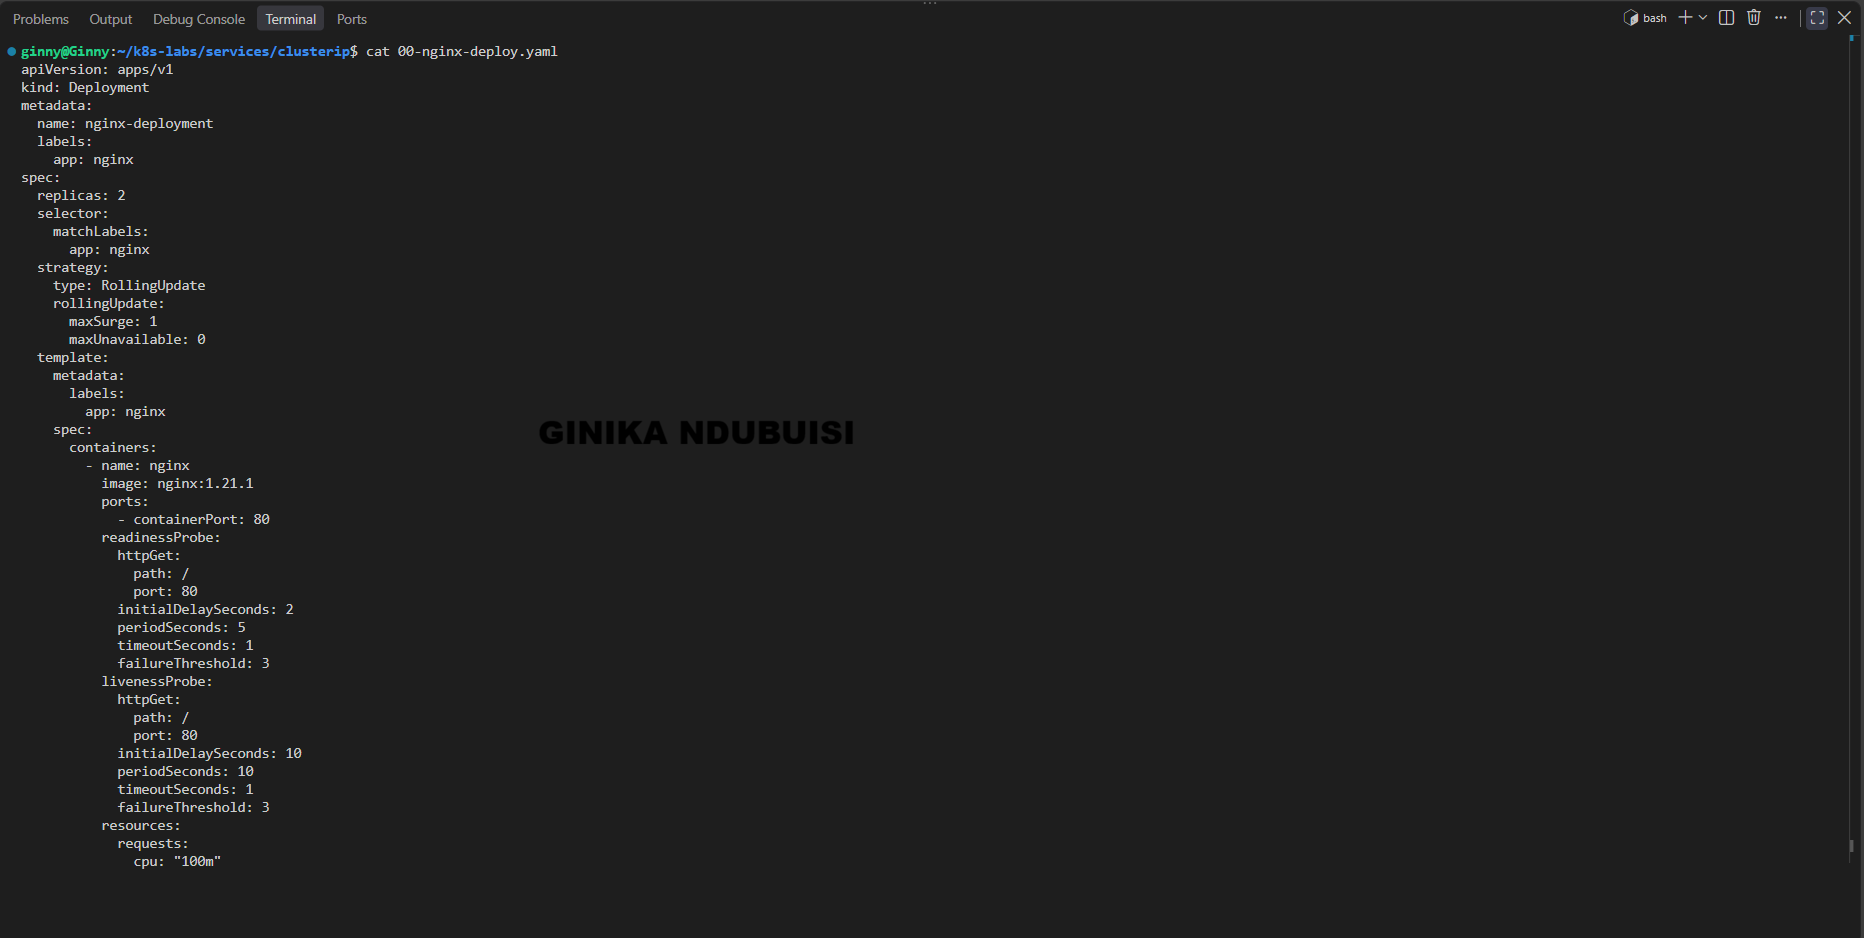 Problems Output Debug Console Terminal Ports bash
ginny@Ginny:~/k8s-labs/services/clusterip$ cat 00-nginx-deploy.yaml
apiVersion: apps/v1
kind: Deployment
metadata:
  name: nginx-deployment
  labels:
    app: nginx
spec:
  replicas: 2
  selector:
    matchLabels:
      app: nginx
  strategy:
    type: RollingUpdate
    rollingUpdate:
      maxSurge: 1
      maxUnavailable: 0
  template:
    metadata:
      labels:
        app: nginx
    spec:
      containers:
        - name: nginx
          image: nginx:1.21.1
          ports:
            - containerPort: 80
          readinessProbe:
            httpGet:
              path: /
              port: 80
            initialDelaySeconds: 2
            periodSeconds: 5
            timeoutSeconds: 1
            failureThreshold: 3
          livenessProbe:
            httpGet:
              path: /
              port: 80
            initialDelaySeconds: 10
            periodSeconds: 10
            timeoutSeconds: 1
            failureThreshold: 3
          resources:
            requests:
              cpu: "100m"
GINIKA NDUBUISI